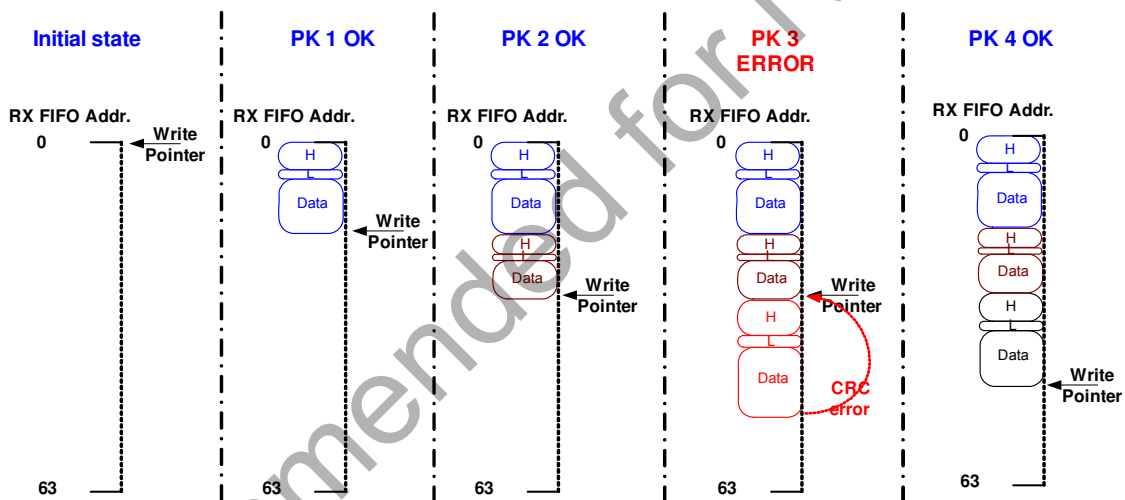 Initial state
RX FIFO Addr.
0
Write
Pointer
63
PK 1 OK
RX FIFO Addr.
0
H
L
Data
Write
Pointer
63
PK 2 OK
RX FIFO Addr.
0
H
L
Data
H
L
Data
Write
Pointer
63
PK 3
ERROR
RX FIFO Addr.
0
H
L
Data
H
L
Data
Write
Pointer
H
L
Data
CRC
error
63
PK 4 OK
RX FIFO Addr.
0
H
L
Data
H
L
Data
H
L
Data
Write
Pointer
63
mmended for